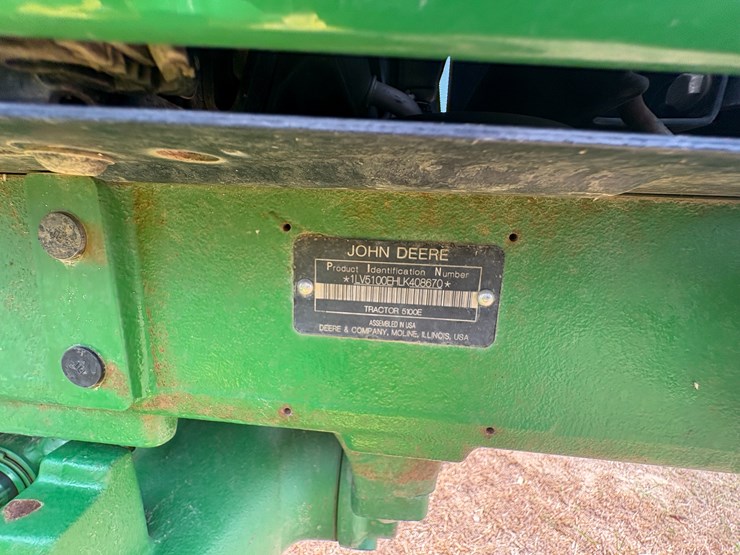 JOHN DEERE
Product Identification Number
*1LV5100EHLK408670*
TRACTOR 5100E
ASSEMBLED IN USA
DEERE & COMPANY, MOLINE, ILLINOIS, USA